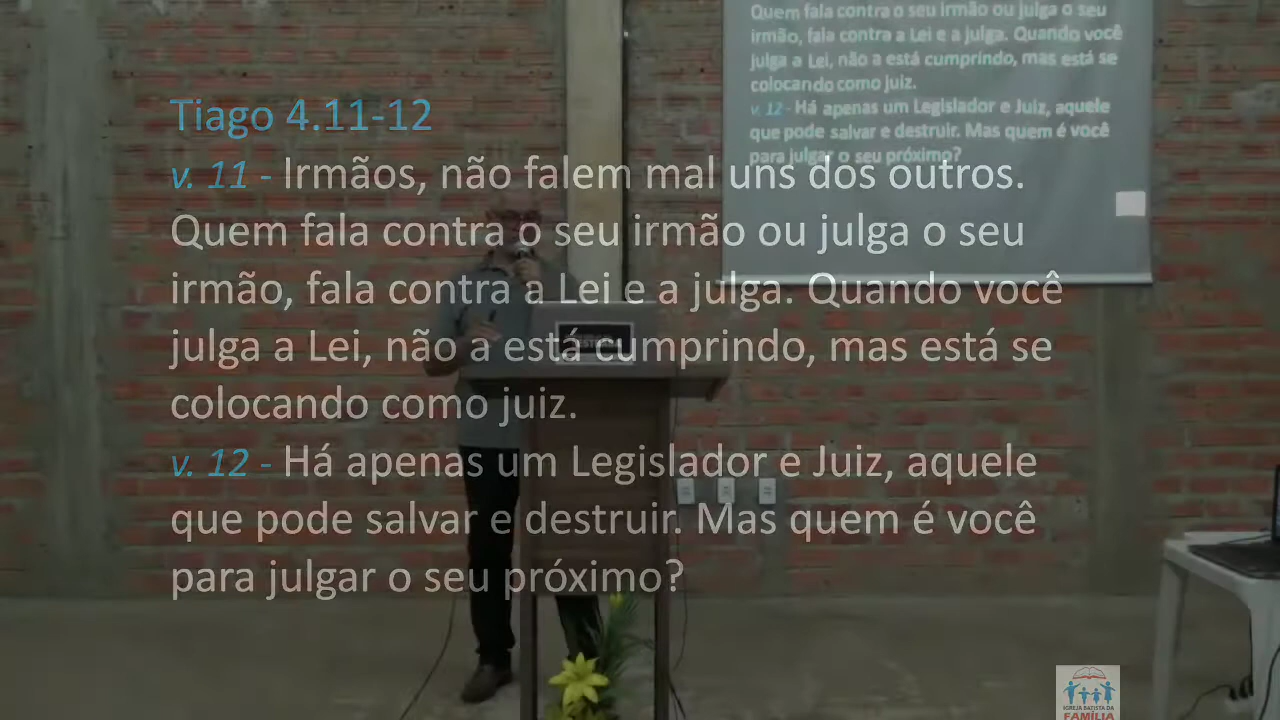 Quem fala contra o seu irmão ou julga o seu
irmão, fala contra a Lei e a julga. Quando você
julga a Lei, não a está cumprindo, mas está se
colocando como juiz.
v. 12 - Há apenas um Legislador e Juiz, aquele
que pode salvar e destruir. Mas quem é você
para julgar o seu próximo?
Tiago 4.11-12
v. 11 - Irmãos, não falem mal uns dos outros.
Quem fala contra o seu irmão ou julga o seu
irmão, fala contra a Lei e a julga. Quando você
julga a Lei, não a está cumprindo, mas está se
colocando como juiz.
v. 12 - Há apenas um Legislador e Juiz, aquele
que pode salvar e destruir. Mas quem é você
para julgar o seu próximo?
IGREJA BATISTA DA
FAMÍLIA